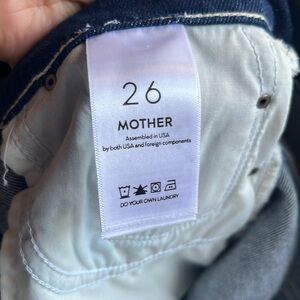 26
MOTHER
Assembled in USA
by both USA and foreign components
DO YOUR OWN LAUNDRY